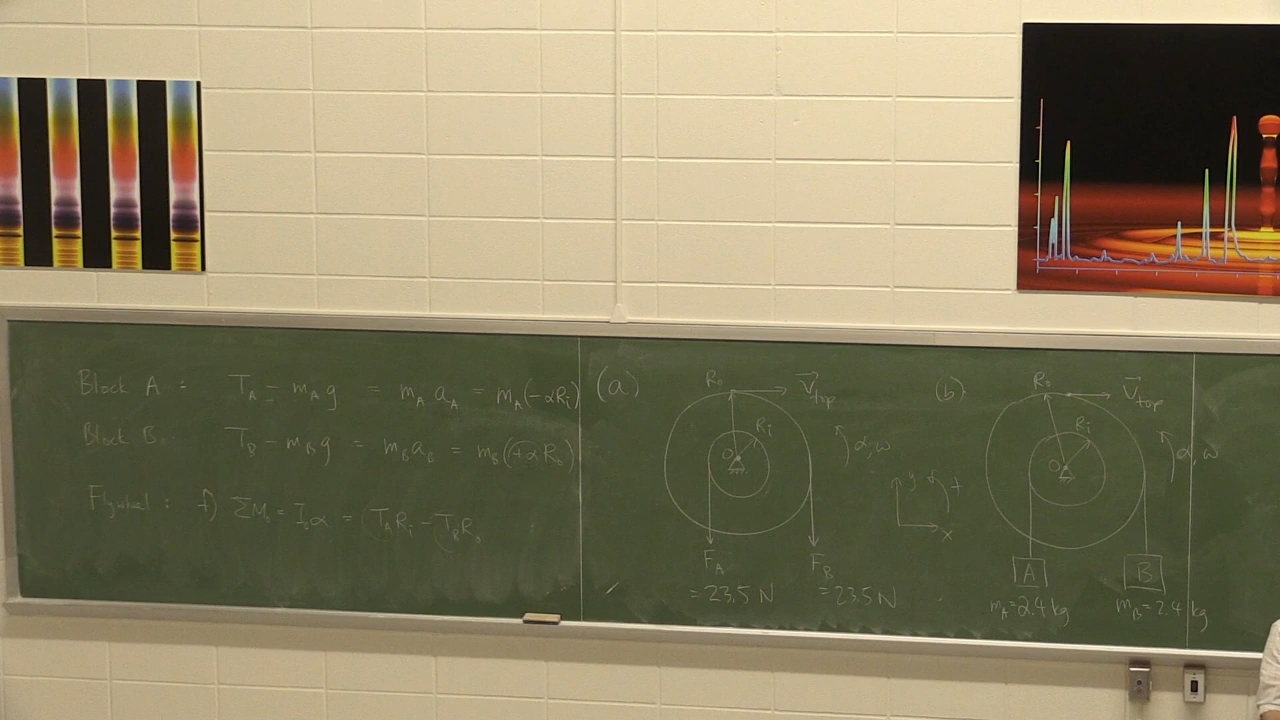 Block A : T_A - m_A g = m_A a_A = m_A (-αR_i)
Block B : T_B - m_B g = m_B a_B = m_B (+αR_o)
Flywheel : ΣM_o = I_o α = (T_A R_i - T_B R_o
(a)
R_o
V_top
R_i
O
α, ω
F_A
= 23.5 N
F_B
= 23.5 N
y
+
x
(b)
R_o
V_top
R_i
O
α, ω
A
m_A = 2.4 kg
B
m_B = 2.4 kg